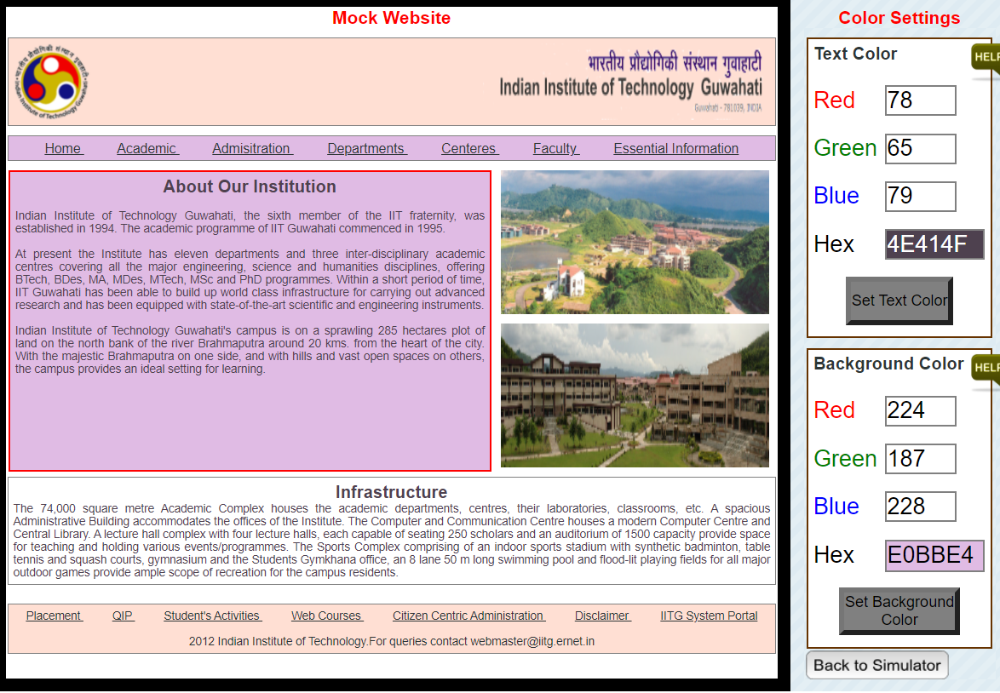 Mock Website
भारतीय प्रौद्योगिकी संस्थान गुवाहाटी
Indian Institute of Technology Guwahati
Guwahati - 781039, INDIA
Home Academic Admisitration Departments Centeres Faculty Essential Information
About Our Institution
Indian Institute of Technology Guwahati, the sixth member of the IIT fraternity, was
established in 1994. The academic programme of IIT Guwahati commenced in 1995.
At present the Institute has eleven departments and three inter-disciplinary academic
centres covering all the major engineering, science and humanities disciplines, offering
BTech, BDes, MA, MDes, MTech, MSc and PhD programmes. Within a short period of time,
IIT Guwahati has been able to build up world class infrastructure for carrying out advanced
research and has been equipped with state-of-the-art scientific and engineering instruments.
Indian Institute of Technology Guwahati's campus is on a sprawling 285 hectares plot of
land on the north bank of the river Brahmaputra around 20 kms. from the heart of the city.
With the majestic Brahmaputra on one side, and with hills and vast open spaces on others,
the campus provides an ideal setting for learning.
Infrastructure
The 74,000 square metre Academic Complex houses the academic departments, centres, their laboratories, classrooms, etc. A spacious
Administrative Building accommodates the offices of the Institute. The Computer and Communication Centre houses a modern Computer Centre and
Central Library. A lecture hall complex with four lecture halls, each capable of seating 250 scholars and an auditorium of 1500 capacity provide space
for teaching and holding various events/programmes. The Sports Complex comprising of an indoor sports stadium with synthetic badminton, table
tennis and squash courts, gymnasium and the Students Gymkhana office, an 8 lane 50 m long swimming pool and flood-lit playing fields for all major
outdoor games provide ample scope of recreation for the campus residents.
Placement QIP Student's Activities Web Courses Citizen Centric Administration Disclaimer IITG System Portal
2012 Indian Institute of Technology.For queries contact webmaster@iitg.ernet.in
Color Settings
Text Color
HELP
Red 78
Green 65
Blue 79
Hex 4E414F
Set Text Color
Background Color
HELP
Red 224
Green 187
Blue 228
Hex E0BBE4
Set Background
Color
Back to Simulator